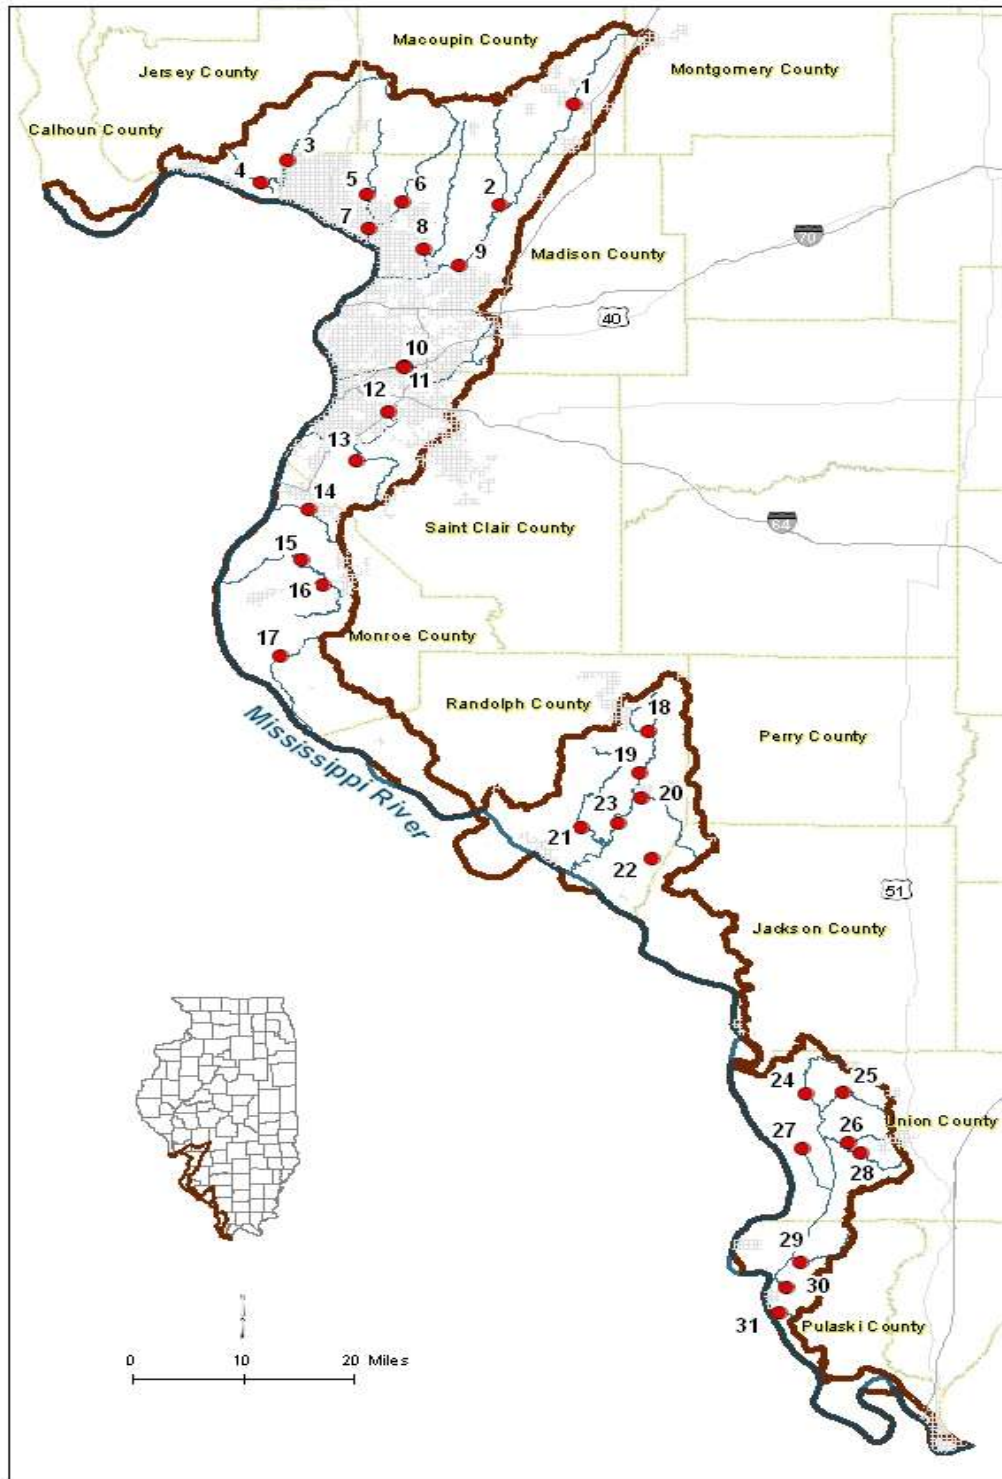 Macoupin County
Jersey County
Montgomery County
Calhoun County
1
3
4
5
6
2
7
8
9
Madison County
70
40
10
11
12
13
14
Saint Clair County
64
15
16
17
Monroe County
Randolph County
18
Mississippi River
Perry County
19
20
23
21
22
51
Jackson County
24
25
26
Union County
27
28
29
30
31
Pulaski County
0 10 20 Miles